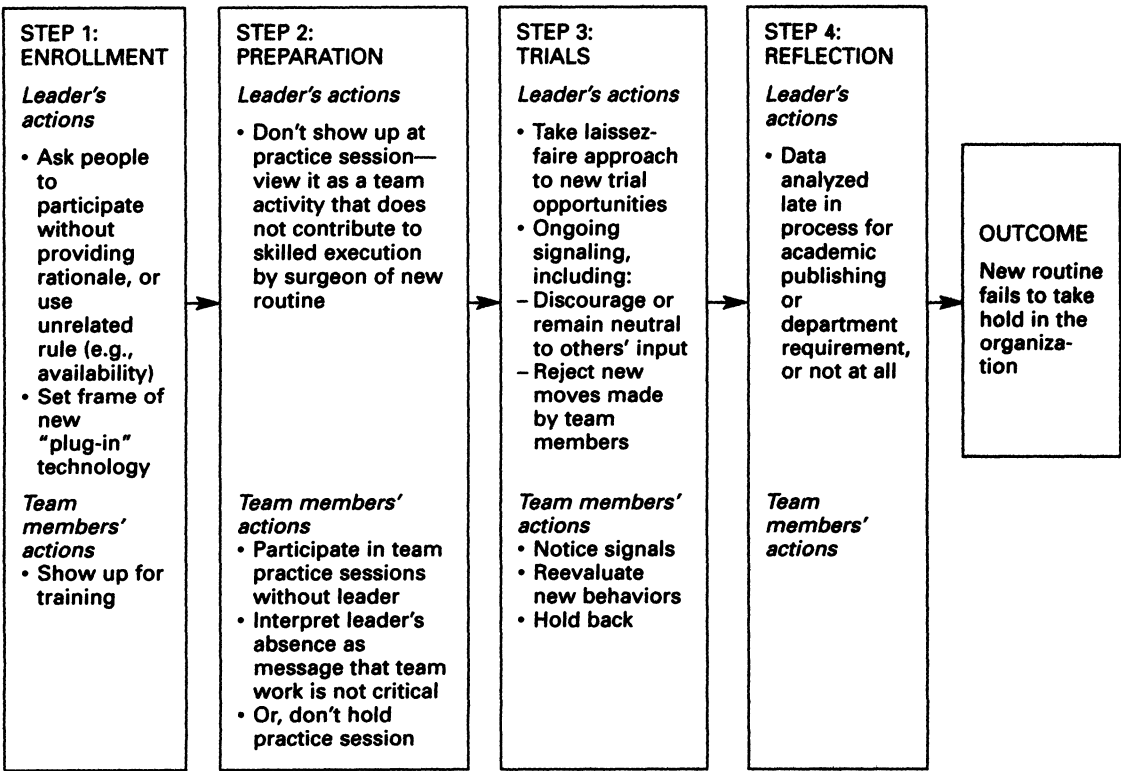 STEP 1:
ENROLLMENT
Leader's
actions
• Ask people
to
participate
without
providing
rationale, or
use
unrelated
rule (e.g.,
availability)
• Set frame of
new
"plug-in"
technology
Team
members'
actions
• Show up for
training
STEP 2:
PREPARATION
Leader's actions
• Don't show up at
practice session—
view it as a team
activity that does
not contribute to
skilled execution
by surgeon of new
routine
Team members'
actions
• Participate in team
practice sessions
without leader
• Interpret leader's
absence as
message that team
work is not critical
• Or, don't hold
practice session
STEP 3:
TRIALS
Leader's actions
• Take laissez-
faire approach
to new trial
opportunities
• Ongoing
signaling,
including:
– Discourage or
remain neutral
to others' input
– Reject new
moves made
by team
members
Team members'
actions
• Notice signals
• Reevaluate
new behaviors
• Hold back
STEP 4:
REFLECTION
Leader's
actions
• Data
analyzed
late in
process for
academic
publishing
or
department
requirement,
or not at all
Team
members'
actions
OUTCOME
New routine
fails to take
hold in the
organiza-
tion